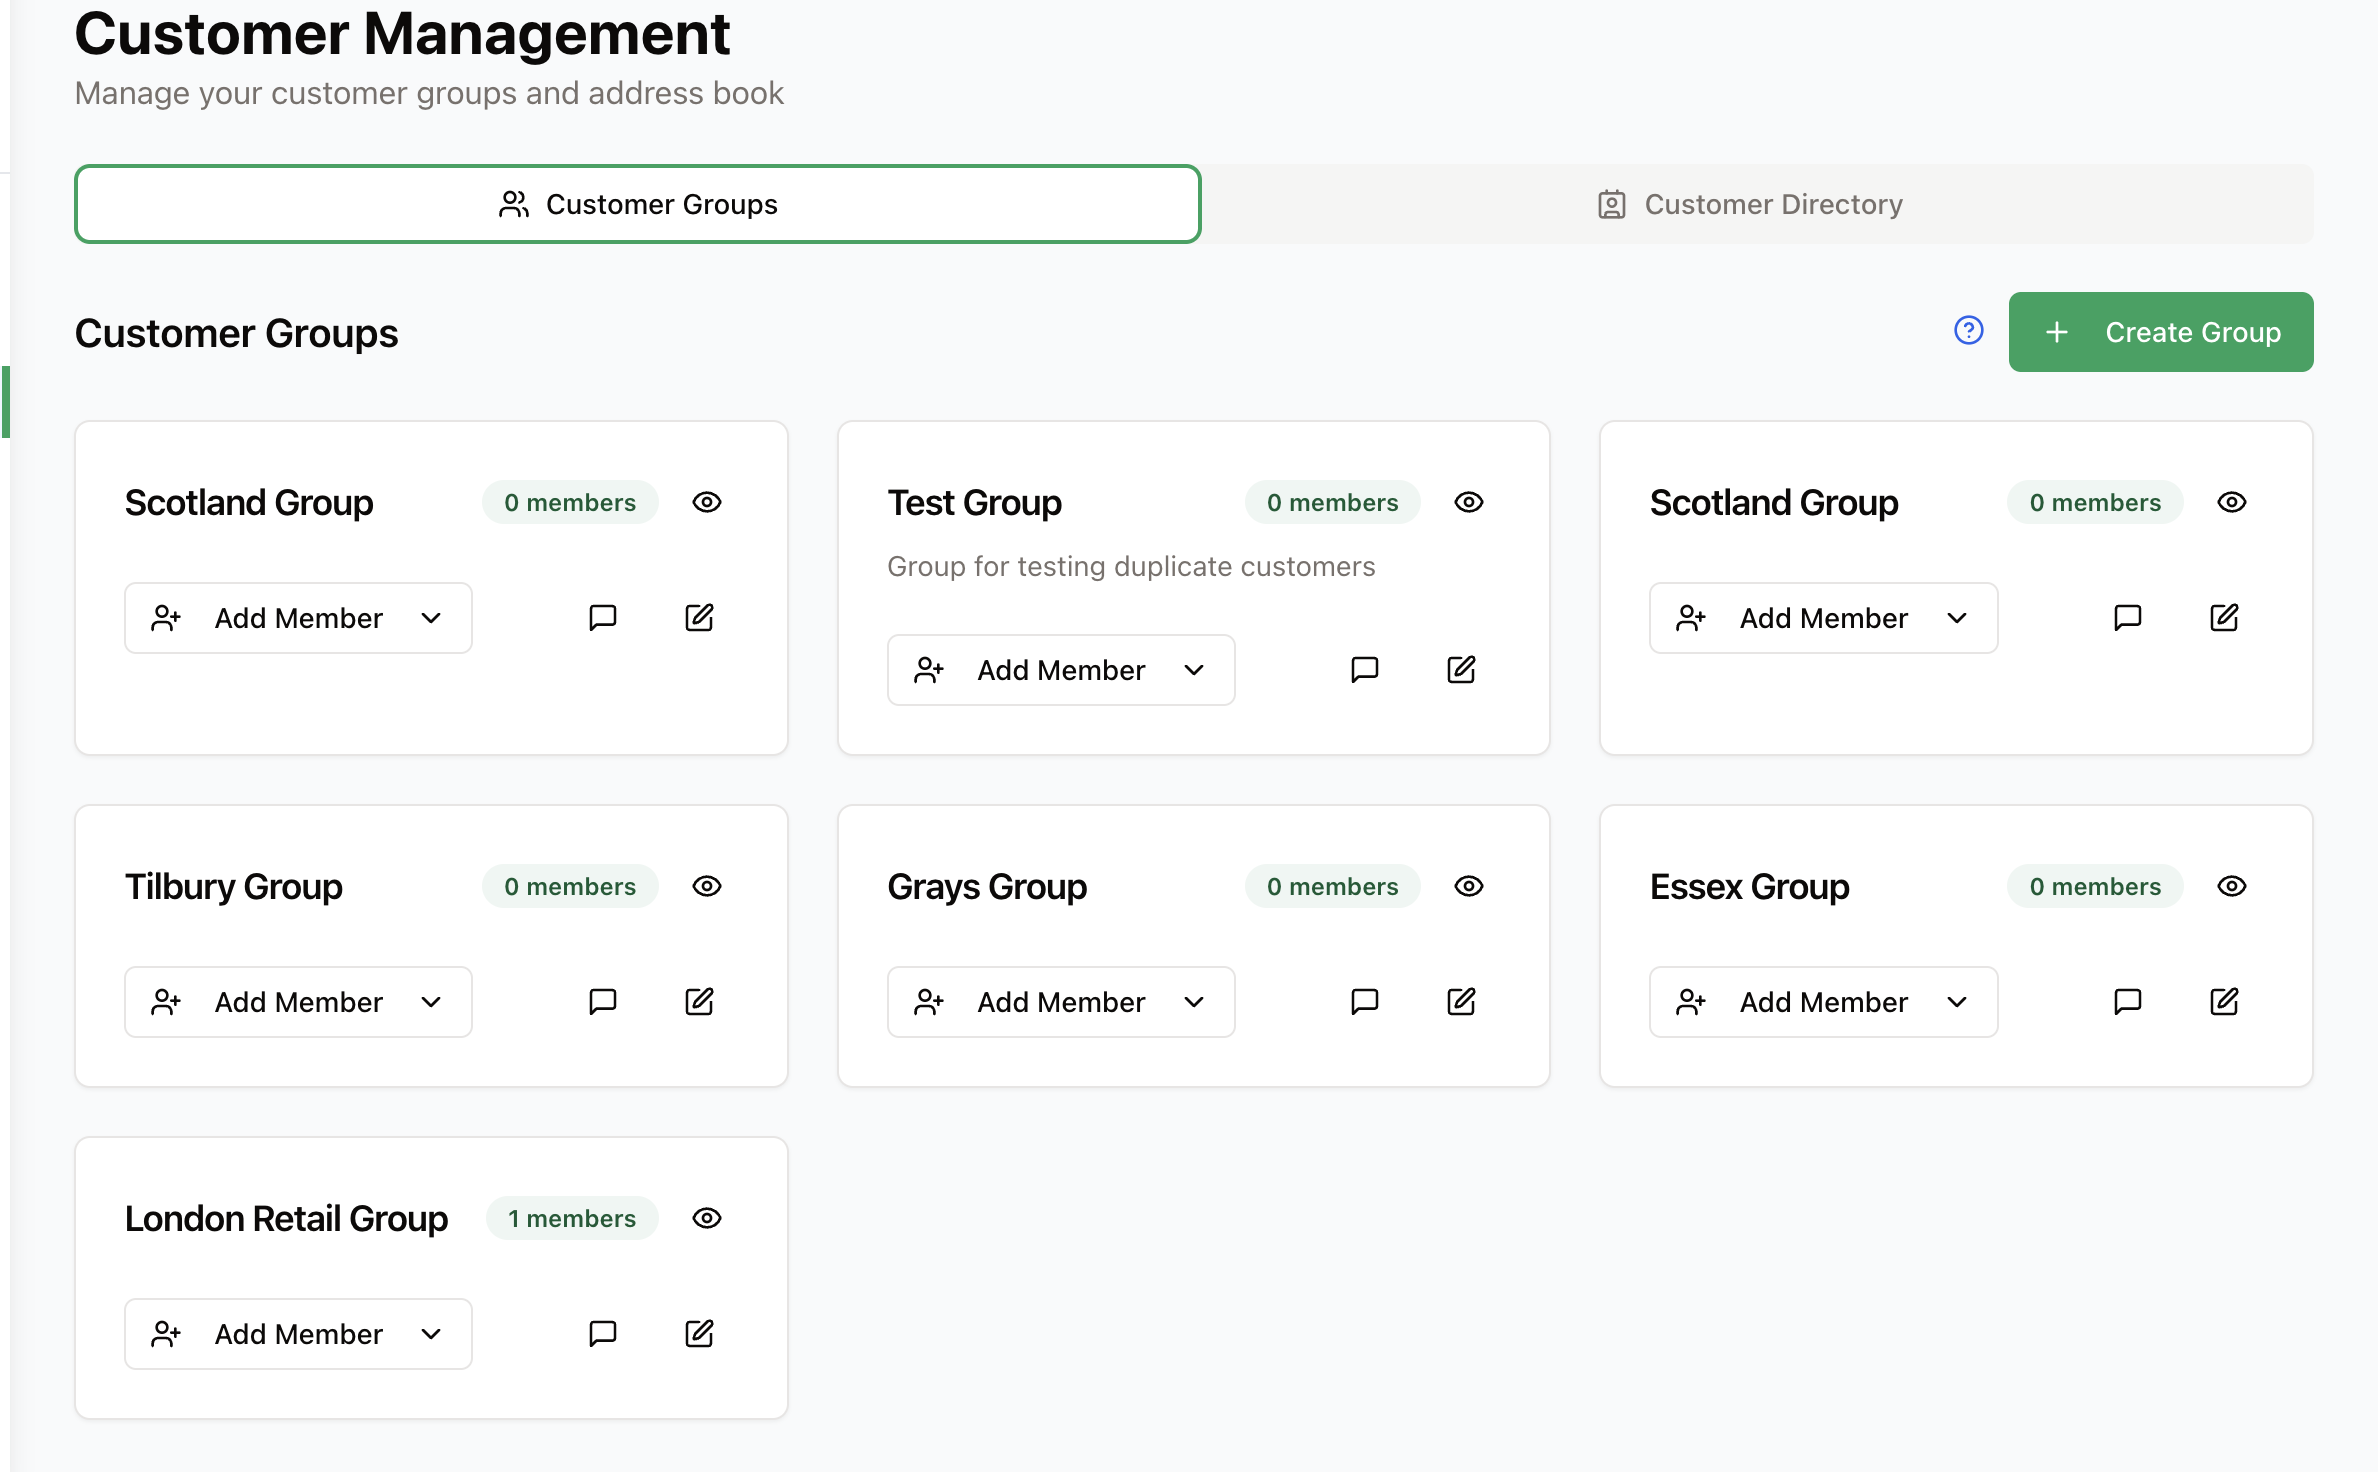 Customer Management
Manage your customer groups and address book
Customer Groups
Customer Directory
Customer Groups
Create Group
Scotland Group
0 members
Add Member
Test Group
0 members
Group for testing duplicate customers
Add Member
Scotland Group
0 members
Add Member
Tilbury Group
0 members
Add Member
Grays Group
0 members
Add Member
Essex Group
0 members
Add Member
London Retail Group
1 members
Add Member